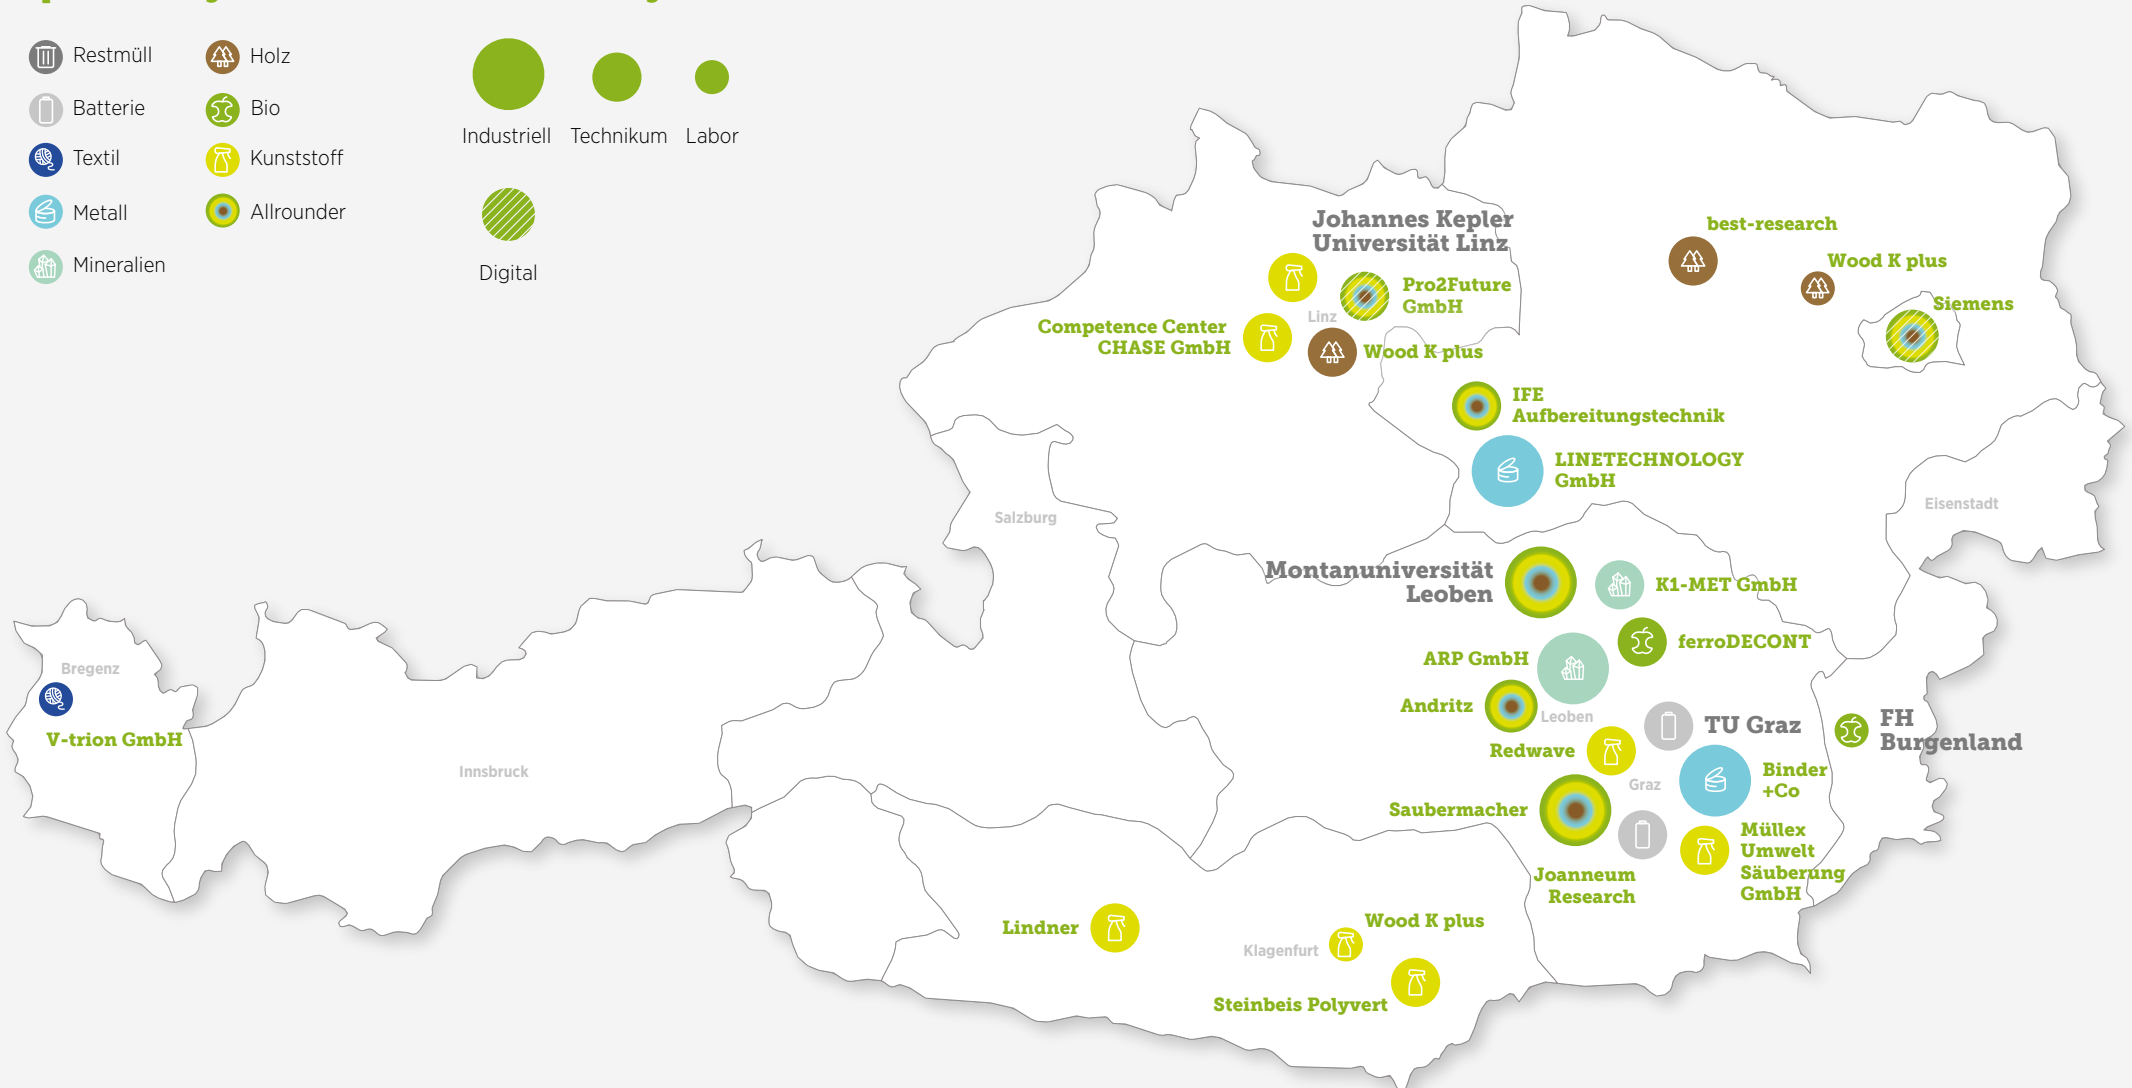 Restmüll
Holz
Batterie
Bio
Textil
Kunststoff
Metall
Allrounder
Mineralien
Industriell
Technikum
Labor
Digital
Johannes Kepler
Universität Linz
Pro2Future
GmbH
Linz
Competence Center
CHASE GmbH
Wood K plus
best-research
Wood K plus
Siemens
IFE
Aufbereitungstechnik
LINETECHNOLOGY
GmbH
Salzburg
Eisenstadt
Montanuniversität
Leoben
K1-MET GmbH
ferroDECONT
ARP GmbH
Andritz
Leoben
TU Graz
FH
Burgenland
Redwave
Graz
Binder
+Co
Saubermacher
Müllex
Umwelt
Säuberung
GmbH
Joanneum
Research
Bregenz
V-trion GmbH
Innsbruck
Lindner
Klagenfurt
Wood K plus
Steinbeis Polyvert